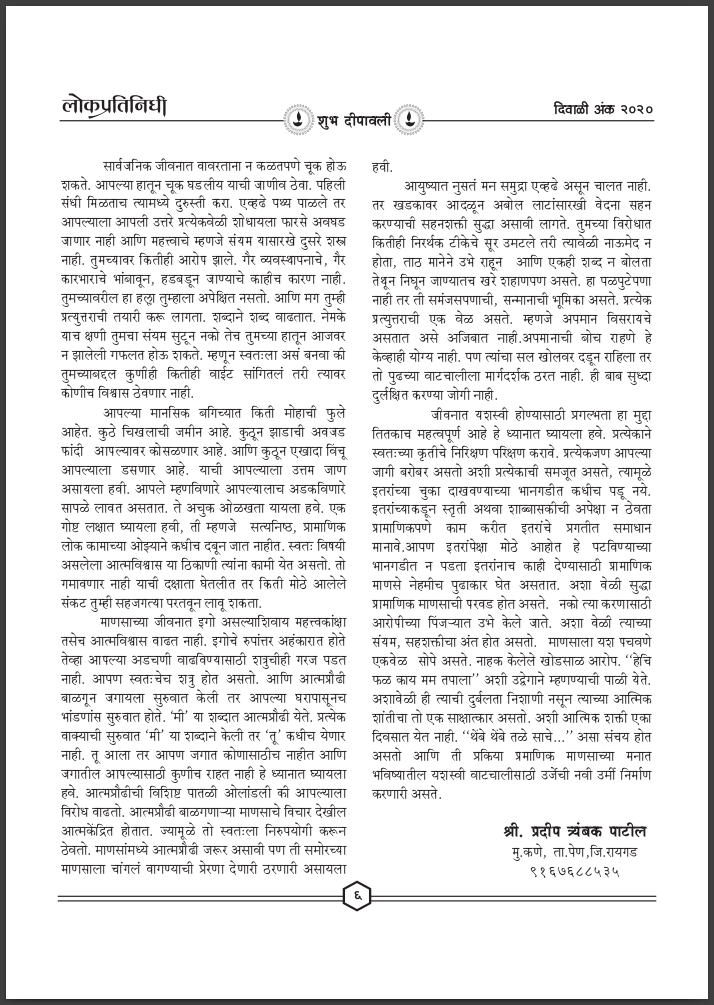 लोकप्रतिनिधी
शुभ दीपावली
दिवाळी अंक २०२०
सार्वजनिक जीवनात वावरताना न कळतपणे चूक होऊ
शकते. आपल्या हातून चूक घडलीय याची जाणीव ठेवा. पहिली
संधी मिळताच त्यामध्ये दुरुस्ती करा. एव्हढे पथ्य पाळले तर
आपल्याला आपली उत्तरे प्रत्येकवेळी शोधायला फारसे अवघड
जाणार नाही आणि महत्त्वाचे म्हणजे संयम यासारखे दुसरे शस्त्र
नाही. तुमच्यावर कितीही आरोप झाले. गैर व्यवस्थापनाचे, गैर
कारभाराचे भांबावून, हडबडून जाण्याचे काहीच कारण नाही.
तुमच्यावरील हा हल्ला तुम्हाला अपेक्षित नसतो. आणि मग तुम्ही
प्रत्युत्तराची तयारी करू लागता. शब्दाने शब्द वाढतात. नेमके
याच क्षणी तुमचा संयम सुटून नको तेच तुमच्या हातून आजवर
न झालेली गफलत होऊ शकते. म्हणून स्वतःला असं बनवा की
तुमच्याबद्दल कुणीही कितीही वाईट सांगितलं तरी त्यावर
कोणीच विश्वास ठेवणार नाही.
आपल्या मानसिक बगिच्यात किती मोहाची फुले
आहेत. कुठे चिखलाची जमीन आहे. कुठून झाडाची अवजड
फांदी आपल्यावर कोसळणार आहे. आणि कुठून एखादा विंचू
आपल्याला डसणार आहे. याची आपल्याला उत्तम जाण
असायला हवी. आपले म्हणविणारे आपल्यालाच अडकविणारे
सापळे लावत असतात. ते अचुक ओळखता यायला हवे. एक
गोष्ट लक्षात घ्यायला हवी, ती म्हणजे सत्यनिष्ठ, प्रामाणिक
लोक कामाच्या ओझ्याने कधीच दबून जात नाहीत. स्वतः विषयी
असलेला आत्मविश्वास या ठिकाणी त्यांना कामी येत असतो. तो
गमावणार नाही याची दक्षाता घेतलीत तर किती मोठे आलेले
संकट तुम्ही सहजगत्या परतवून लावू शकता.
माणसाच्या जीवनात इगो असल्याशिवाय महत्त्वकांक्षा
तसेच आत्मविश्वास वाढत नाही. इगोचे रुपांतर अहंकारात होते
तेव्हा आपल्या अडचणी वाढविण्यासाठी शत्रुचीही गरज पडत
नाही. आपण स्वतःचेच शत्रु होत असतो. आणि आत्मप्रौढी
बाळगून जगायला सुरुवात केली तर आपल्या घरापासूनच
भांडणांस सुरुवात होते. 'मी' या शब्दात आत्मप्रौढी येते. प्रत्येक
वाक्याची सुरुवात 'मी' या शब्दाने केली तर 'तू' कधीच येणार
नाही. तू आला तर आपण जगात कोणासाठीच नाहीत आणि
जगातील आपल्यासाठी कुणीच राहत नाही हे ध्यानात घ्यायला
हवे. आत्मप्रौढीची विशिष्ट पातळी ओलांडली की आपल्याला
विरोध वाढतो. आत्मप्रौढी बाळगणाऱ्या माणसाचे विचार देखील
आत्मकेंद्रित होतात. ज्यामूळे तो स्वतःला निरुपयोगी करून
ठेवतो. माणसांमध्ये आत्मप्रौढी जरूर असावी पण ती समोरच्या
माणसाला चांगलं वागण्याची प्रेरणा देणारी ठरणारी असायला
हवी.
आयुष्यात नुसतं मन समुद्रा एव्हढे असून चालत नाही.
तर खडकावर आदळून अबोल लाटांसारखी वेदना सहन
करण्याची सहनशक्ती सुद्धा असावी लागते. तुमच्या विरोधात
कितीही निरर्थक टीकेचे सूर उमटले तरी त्यावेळी नाऊमेद न
होता, ताठ मानेने उभे राहून आणि एकही शब्द न बोलता
तेथून निघून जाण्यातच खरे शहाणपण असते. हा पळपुटेपणा
नाही तर ती समंजसपणाची, सन्मानाची भूमिका असते. प्रत्येक
प्रत्युत्तराची एक वेळ असते. म्हणजे अपमान विसरायचे
असतात असे अजिबात नाही.अपमानाची बोच राहणे हे
केव्हाही योग्य नाही. पण त्यांचा सल खोलवर दडून राहिला तर
तो पुढच्या वाटचालीला मार्गदर्शक ठरत नाही. ही बाब सुध्दा
दुर्लक्षित करण्या जोगी नाही.
जीवनात यशस्वी होण्यासाठी प्रगल्भता हा मुद्दा
तितकाच महत्वपूर्ण आहे हे ध्यानात घ्यायला हवे. प्रत्येकाने
स्वतःच्या कृतीचे निरिक्षण परिक्षण करावे. प्रत्येकजण आपल्या
जागी बरोबर असतो अशी प्रत्येकाची समजूत असते, त्यामूळे
इतरांच्या चुका दाखवण्याच्या भानगडीत कधीच पडू नये.
इतरांच्याकडून स्तृती अथवा शाब्बासकीची अपेक्षा न ठेवता
प्रामाणिकपणे काम करीत इतरांचे प्रगतीत समाधान
मानावे.आपण इतरांपेक्षा मोठे आहोत हे पटविण्याच्या
भानगडीत न पडता इतरांनाच काही देण्यासाठी प्रामाणिक
माणसे नेहमीच पुढाकार घेत असतात. अशा वेळी सुद्धा
प्रामाणिक माणसाची परवड होत असते. नको त्या करणासाठी
आरोपीच्या पिंजऱ्यात उभे केले जाते. अशा वेळी त्याच्या
संयम, सहशक्तीचा अंत होत असतो. माणसाला यश पचवणे
एकवेळ सोपे असते. नाहक केलेले खोडसाळ आरोप. "हेचि
फळ काय मम तपाला" अशी उद्वेगाने म्हणण्याची पाळी येते.
अशावेळी ही त्याची दुर्बलता निशाणी नसून त्याच्या आत्मिक
शांतीचा तो एक साक्षात्कार असतो. अशी आत्मिक शक्ती एका
दिवसात येत नाही. "थेंबे थेंबे तळे साचे..." असा संचय होत
असतो आणि ती प्रकिया प्रमाणिक माणसाच्या मनात
भविष्यातील यशस्वी वाटचालीसाठी उर्जेची नवी उर्मी निर्माण
करणारी असते.
श्री. प्रदीप त्र्यंबक पाटील
मु.कणे, ता.पेण,जि.रायगड
९१६७६८८५३५
६